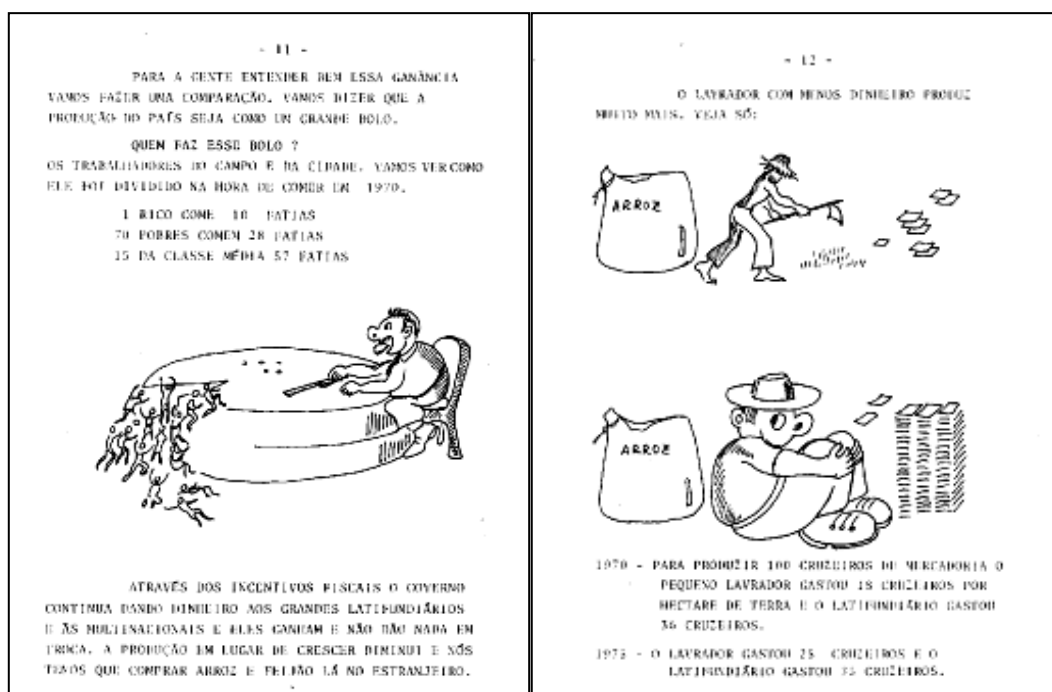 - 11 -
PARA A GENTE ENTENDER BEM ESSA GANÂNCIA
VAMOS FAZER UMA COMPARAÇÃO. VAMOS DIZER QUE A
PRODUÇÃO DO PAÍS SEJA COMO UM GRANDE BOLO.
QUEM FAZ ESSE BOLO ?
OS TRABALHADORES DO CAMPO E DA CIDADE. VAMOS VER COMO
ELE FOI DIVIDIDO NA HORA DE COMER EM 1970.
1 RICO COME 10 FATIAS
70 POBRES COMEM 28 FATIAS
15 DA CLASSE MÉDIA 57 FATIAS
ATRAVÉS DOS INCENTIVOS FISCAIS O GOVERNO
CONTINUA DANDO DINHEIRO AOS GRANDES LATIFUNDIÁRIOS
E ÀS MULTINACIONAIS E ELES GANHAM E NÃO DÃO NADA EM
TROCA. A PRODUÇÃO EM LUGAR DE CRESCER DIMINUI E NÓS
TEMOS QUE COMPRAR ARROZ E FEIJÃO LÁ NO ESTRANJEIRO.
- 12 -
O LAVRADOR COM MENOS DINHEIRO PRODUZ
MUITO MAIS. VEJA SÓ:
ARROZ
ARROZ
1970 - PARA PRODUZIR 100 CRUZEIROS DE MERCADORIA O
PEQUENO LAVRADOR GASTOU 18 CRUZEIROS POR
HECTARE DE TERRA E O LATIFUNDIÁRIO GASTOU
36 CRUZEIROS.
1975 - O LAVRADOR GASTOU 25 CRUZEIROS E O
LATIFUNDIÁRIO GASTOU 35 CRUZEIROS.